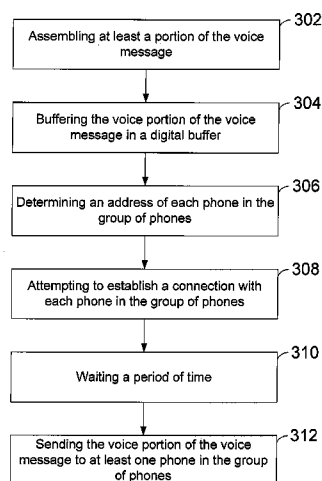 302
Assembling at least a portion of the voice
message
304
Buffering the voice portion of the voice
message in a digital buffer
306
Determining an address of each phone in the
group of phones
308
Attempting to establish a connection with
each phone in the group of phones
310
Waiting a period of time
312
Sending the voice portion of the voice
message to at least one phone in the group
of phones